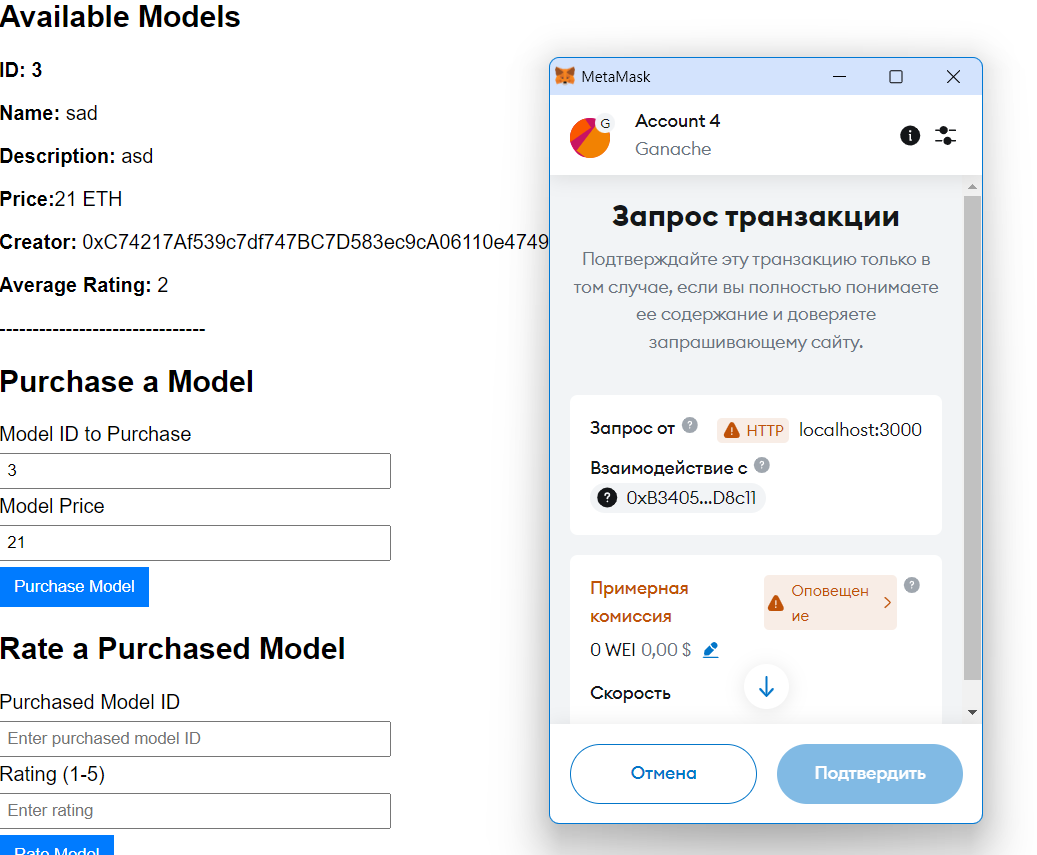 Available Models
ID: 3
Name: sad
Description: asd
Price:21 ETH
Creator: 0xC74217Af539c7df747BC7D583ec9cA06110e4749
Average Rating: 2
-------------------------------
Purchase a Model
Model ID to Purchase
3
Model Price
21
Purchase Model
Rate a Purchased Model
Purchased Model ID
Enter purchased model ID
Rating (1-5)
Enter rating
Rate Model
MetaMask
G
Account 4
Ganache
Запрос транзакции
Подтверждайте эту транзакцию только в
том случае, если вы полностью понимаете
ее содержание и доверяете
запрашивающему сайту.
Запрос от ? HTTP localhost:3000
Взаимодействие с ?
? 0xB3405...D8c11
Примерная
комиссия
Оповещен
ие
?
0 WEI 0,00 $
Скорость
Отмена
Подтвердить